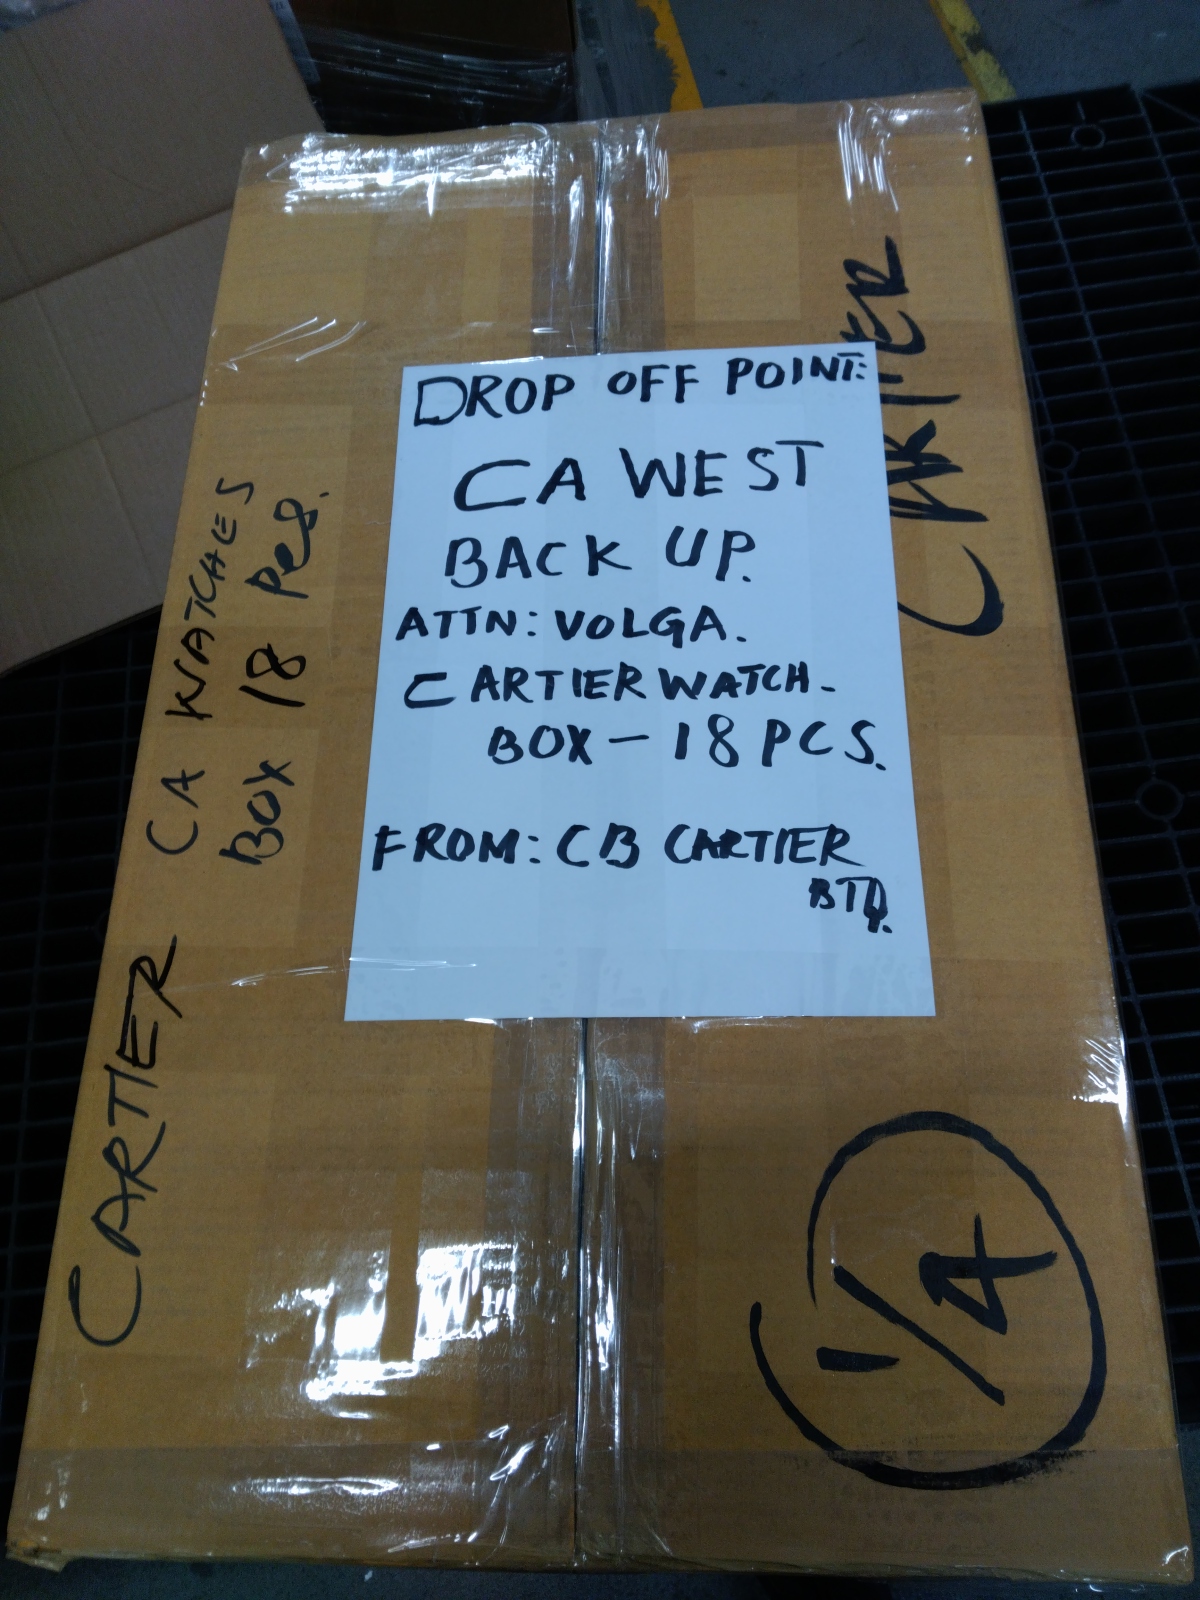 DROP OFF POINT:
CA WEST
BACK UP.
ATTN: VOLGA.
CARTIER WATCH-
BOX - 18 PCS.
FROM: CB CARTIER
BTQ.
CARTIER CA WATCHES
BOX 18 Pcs.
CARTIER
1/4